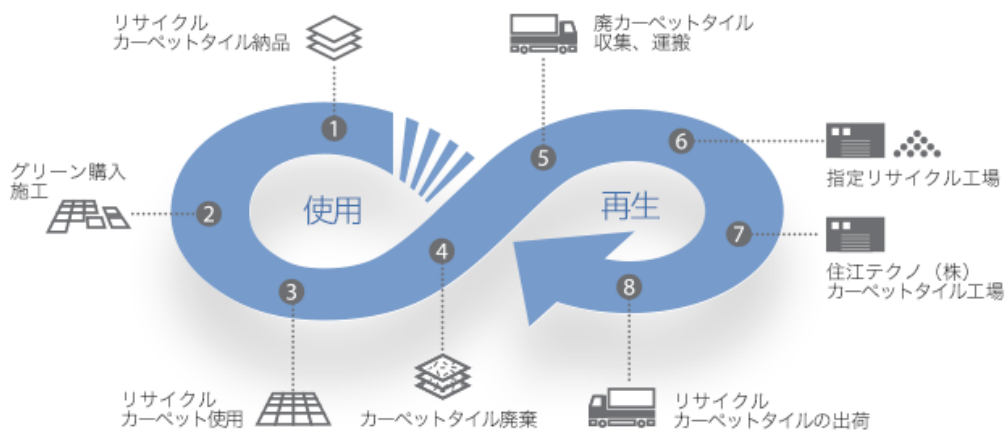 リサイクル
カーペットタイル納品
廃カーペットタイル
収集、運搬
1
6
5
指定リサイクル工場
グリーン購入
施工
使用
再生
2
7
4
住江テクノ（株）
カーペットタイル工場
3
8
リサイクル
カーペット使用
カーペットタイル廃棄
リサイクル
カーペットタイルの出荷